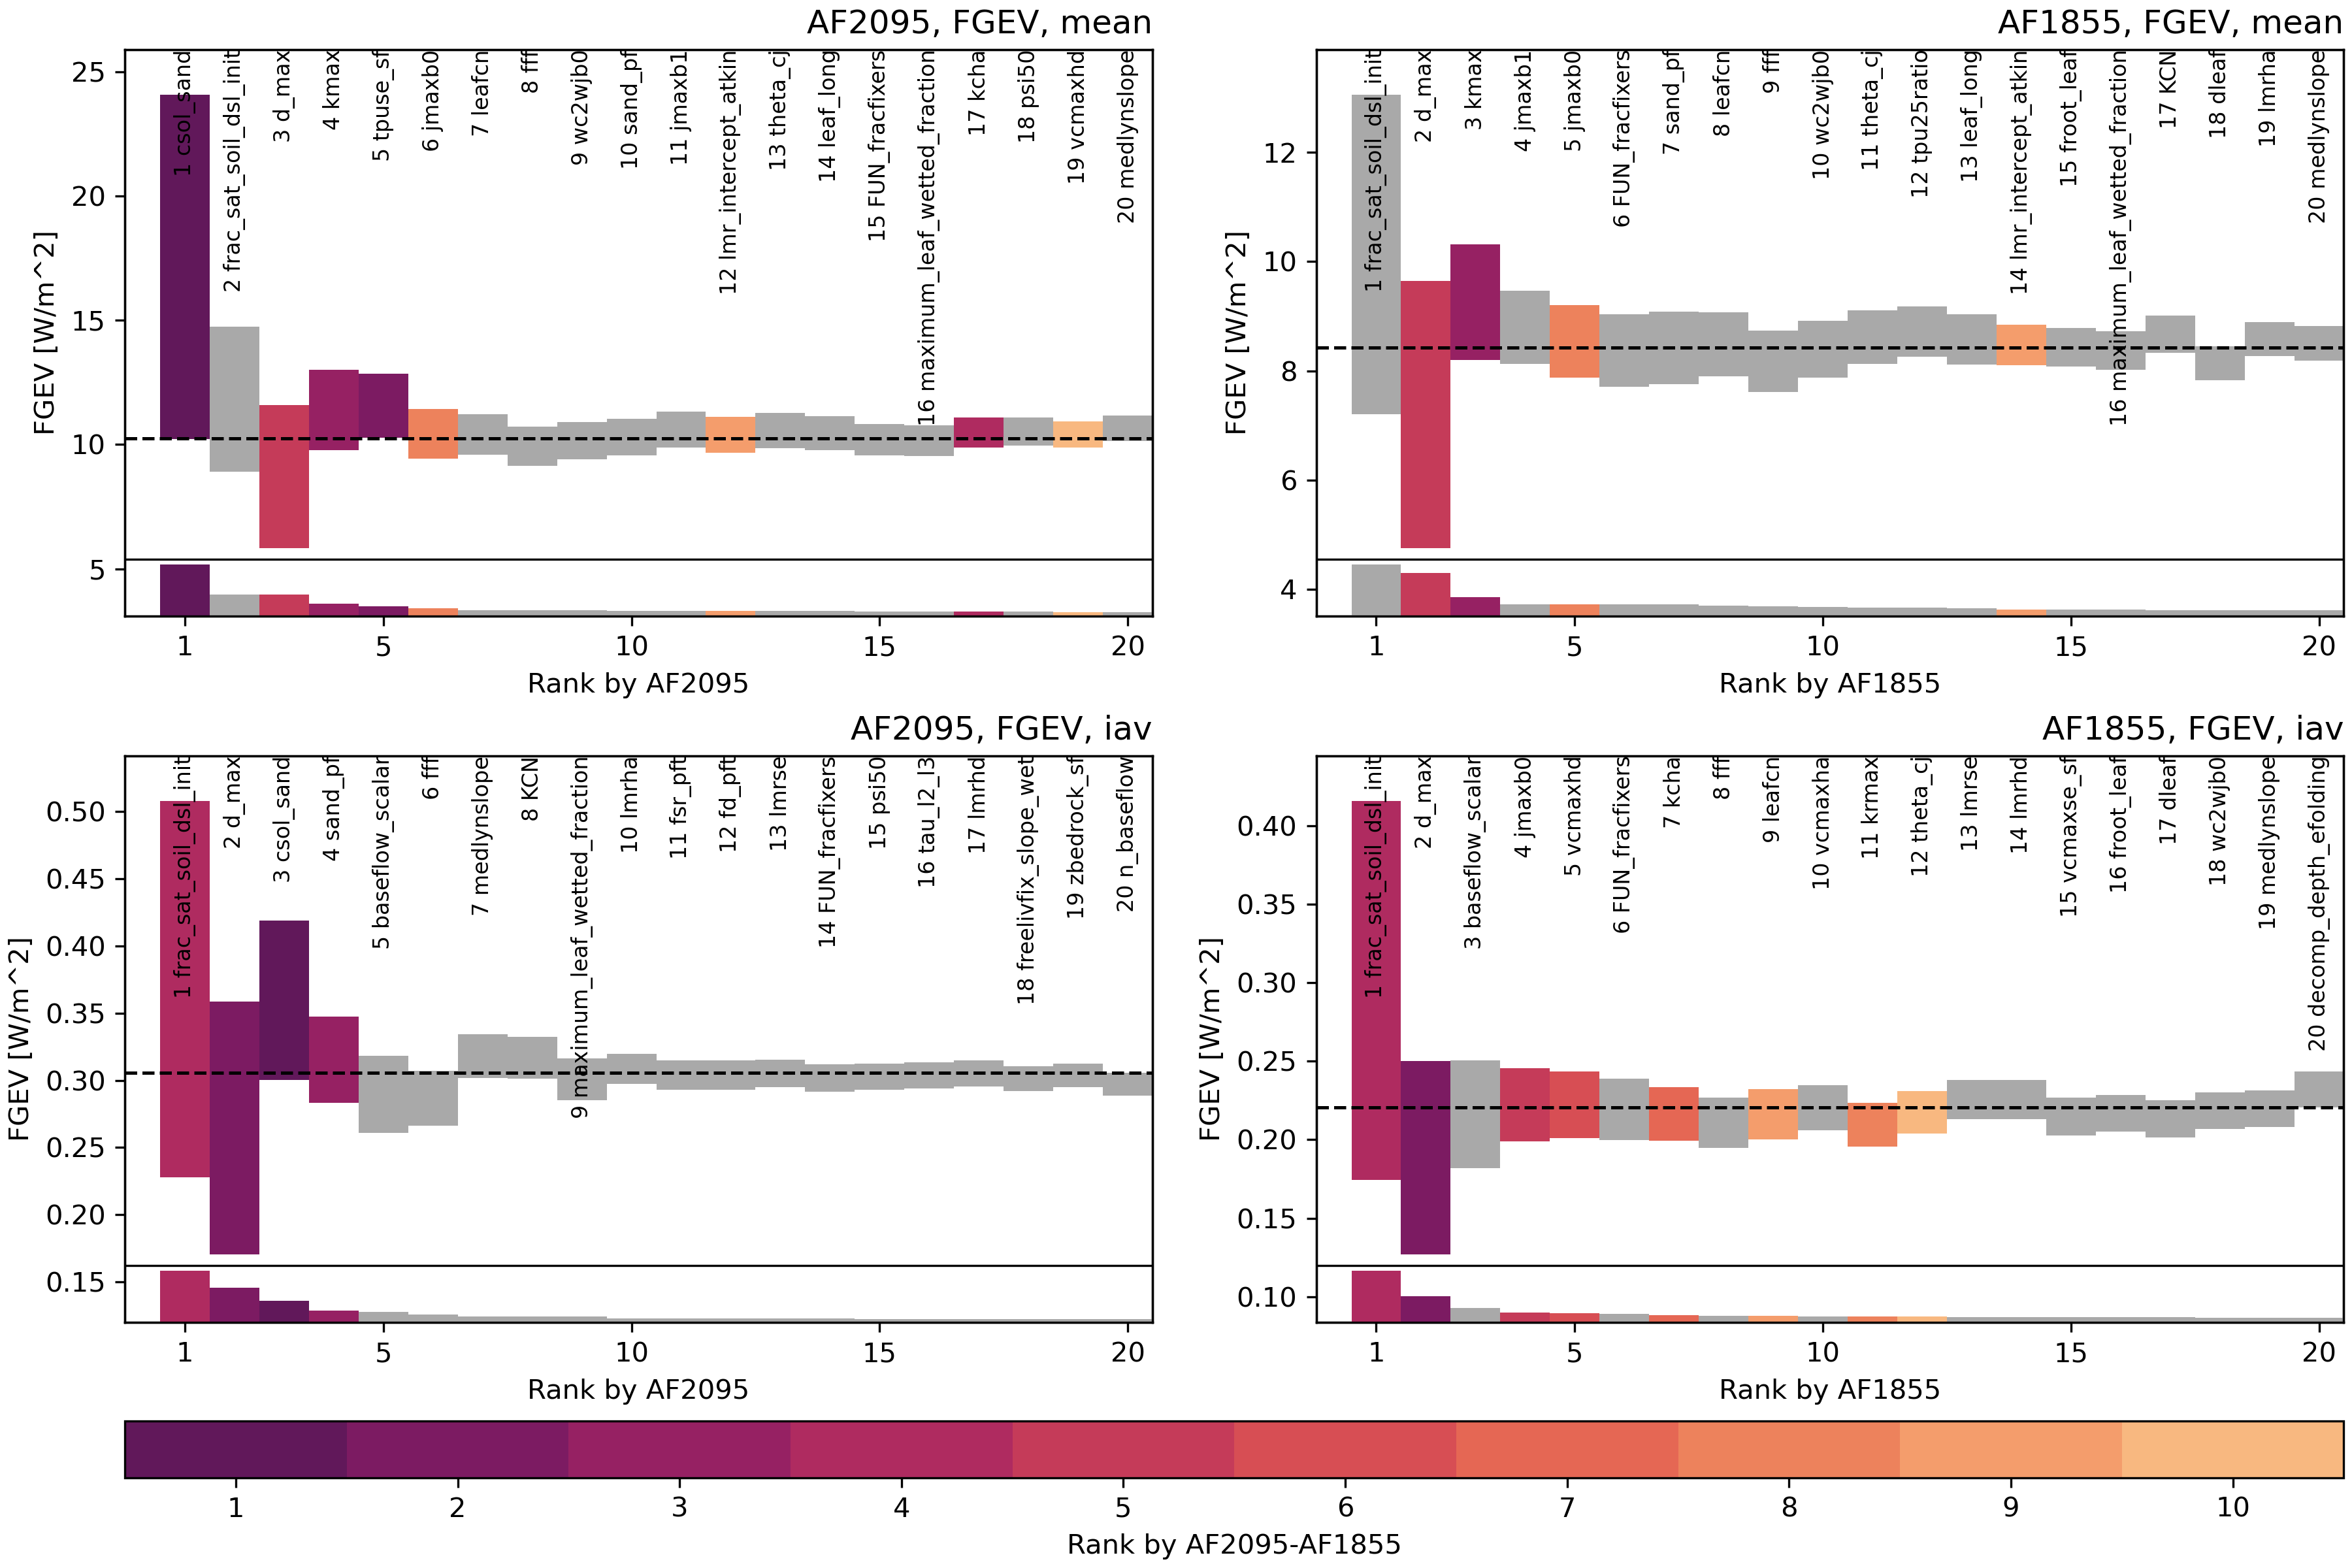 AF2095, FGEV, mean
FGEV [W/m^2]
25
20
15
10
5
1 csol_sand
2 frac_sat_soil_dsl_init
3 d_max
4 kmax
5 tpuse_sf
6 jmaxb0
7 leafcn
8 fff
9 wc2wjb0
10 sand_pf
11 jmaxb1
12 lmr_intercept_atkin
13 theta_cj
14 leaf_long
15 FUN_fracfixers
16 maximum_leaf_wetted_fraction
17 kcha
18 psi50
19 vcmaxhd
20 medlynslope
1 5 10 15 20
Rank by AF2095
AF1855, FGEV, mean
FGEV [W/m^2]
12
10
8
6
4
1 frac_sat_soil_dsl_init
2 d_max
3 kmax
4 jmaxb1
5 jmaxb0
6 FUN_fracfixers
7 sand_pf
8 leafcn
9 fff
10 wc2wjb0
11 theta_cj
12 tpu25ratio
13 leaf_long
14 lmr_intercept_atkin
15 froot_leaf
16 maximum_leaf_wetted_fraction
17 KCN
18 dleaf
19 lmrha
20 medlynslope
1 5 10 15 20
Rank by AF1855
AF2095, FGEV, iav
FGEV [W/m^2]
0.50
0.45
0.40
0.35
0.30
0.25
0.20
0.15
1 frac_sat_soil_dsl_init
2 d_max
3 csol_sand
4 sand_pf
5 baseflow_scalar
6 fff
7 medlynslope
8 KCN
9 maximum_leaf_wetted_fraction
10 lmrha
11 fsr_pft
12 fd_pft
13 lmrse
14 FUN_fracfixers
15 psi50
16 tau_l2_l3
17 lmrhd
18 freelivfix_slope_wet
19 zbedrock_sf
20 n_baseflow
1 5 10 15 20
Rank by AF2095
AF1855, FGEV, iav
FGEV [W/m^2]
0.40
0.35
0.30
0.25
0.20
0.15
0.10
1 frac_sat_soil_dsl_init
2 d_max
3 baseflow_scalar
4 jmaxb0
5 vcmaxhd
6 FUN_fracfixers
7 kcha
8 fff
9 leafcn
10 vcmaxha
11 krmax
12 theta_cj
13 lmrse
14 lmrhd
15 vcmaxse_sf
16 froot_leaf
17 dleaf
18 wc2wjb0
19 medlynslope
20 decomp_depth_efolding
1 5 10 15 20
Rank by AF1855
1 2 3 4 5 6 7 8 9 10
Rank by AF2095-AF1855